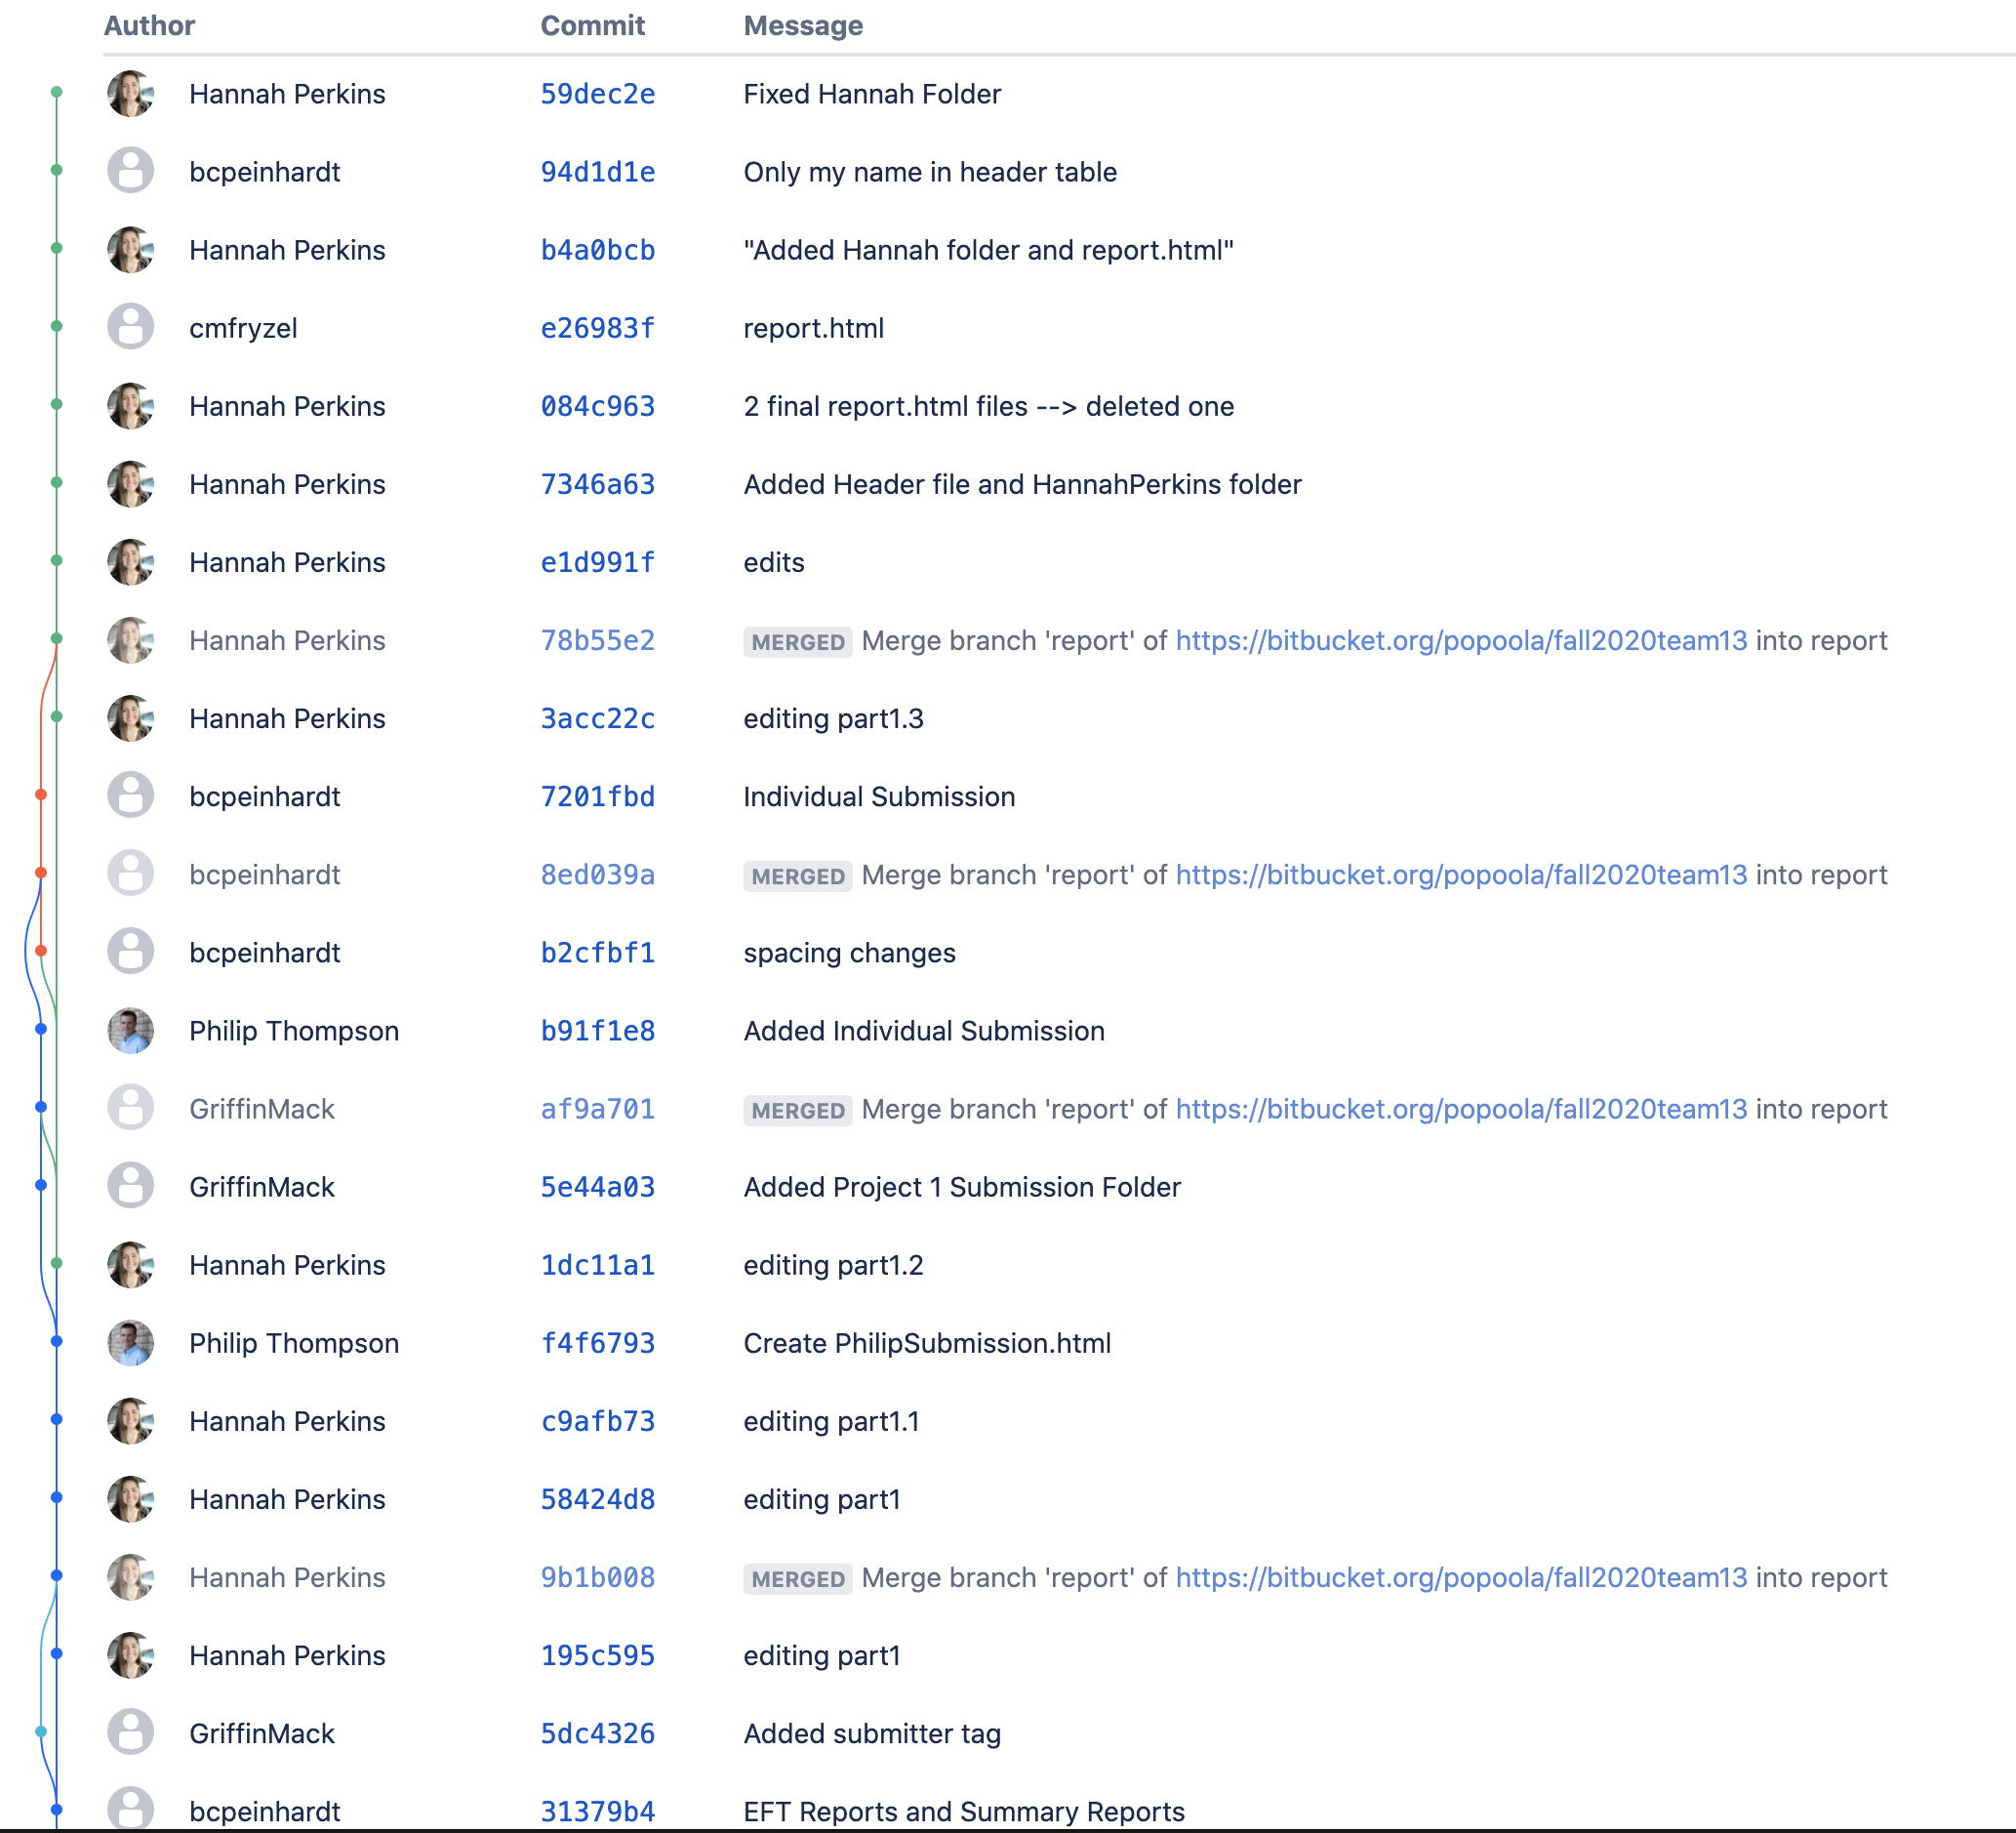 Author Commit Message
Hannah Perkins 59dec2e Fixed Hannah Folder
bcpeinhardt 94d1d1e Only my name in header table
Hannah Perkins b4a0bcb "Added Hannah folder and report.html"
cmfryzel e26983f report.html
Hannah Perkins 084c963 2 final report.html files --> deleted one
Hannah Perkins 7346a63 Added Header file and HannahPerkins folder
Hannah Perkins e1d991f edits
Hannah Perkins 78b55e2 MERGED Merge branch 'report' of https://bitbucket.org/popoola/fall2020team13 into report
Hannah Perkins 3acc22c editing part1.3
bcpeinhardt 7201fbd Individual Submission
bcpeinhardt 8ed039a MERGED Merge branch 'report' of https://bitbucket.org/popoola/fall2020team13 into report
bcpeinhardt b2cfbf1 spacing changes
Philip Thompson b91f1e8 Added Individual Submission
GriffinMack af9a701 MERGED Merge branch 'report' of https://bitbucket.org/popoola/fall2020team13 into report
GriffinMack 5e44a03 Added Project 1 Submission Folder
Hannah Perkins 1dc11a1 editing part1.2
Philip Thompson f4f6793 Create PhilipSubmission.html
Hannah Perkins c9afb73 editing part1.1
Hannah Perkins 58424d8 editing part1
Hannah Perkins 9b1b008 MERGED Merge branch 'report' of https://bitbucket.org/popoola/fall2020team13 into report
Hannah Perkins 195c595 editing part1
GriffinMack 5dc4326 Added submitter tag
bcpeinhardt 31379b4 EFT Reports and Summary Reports